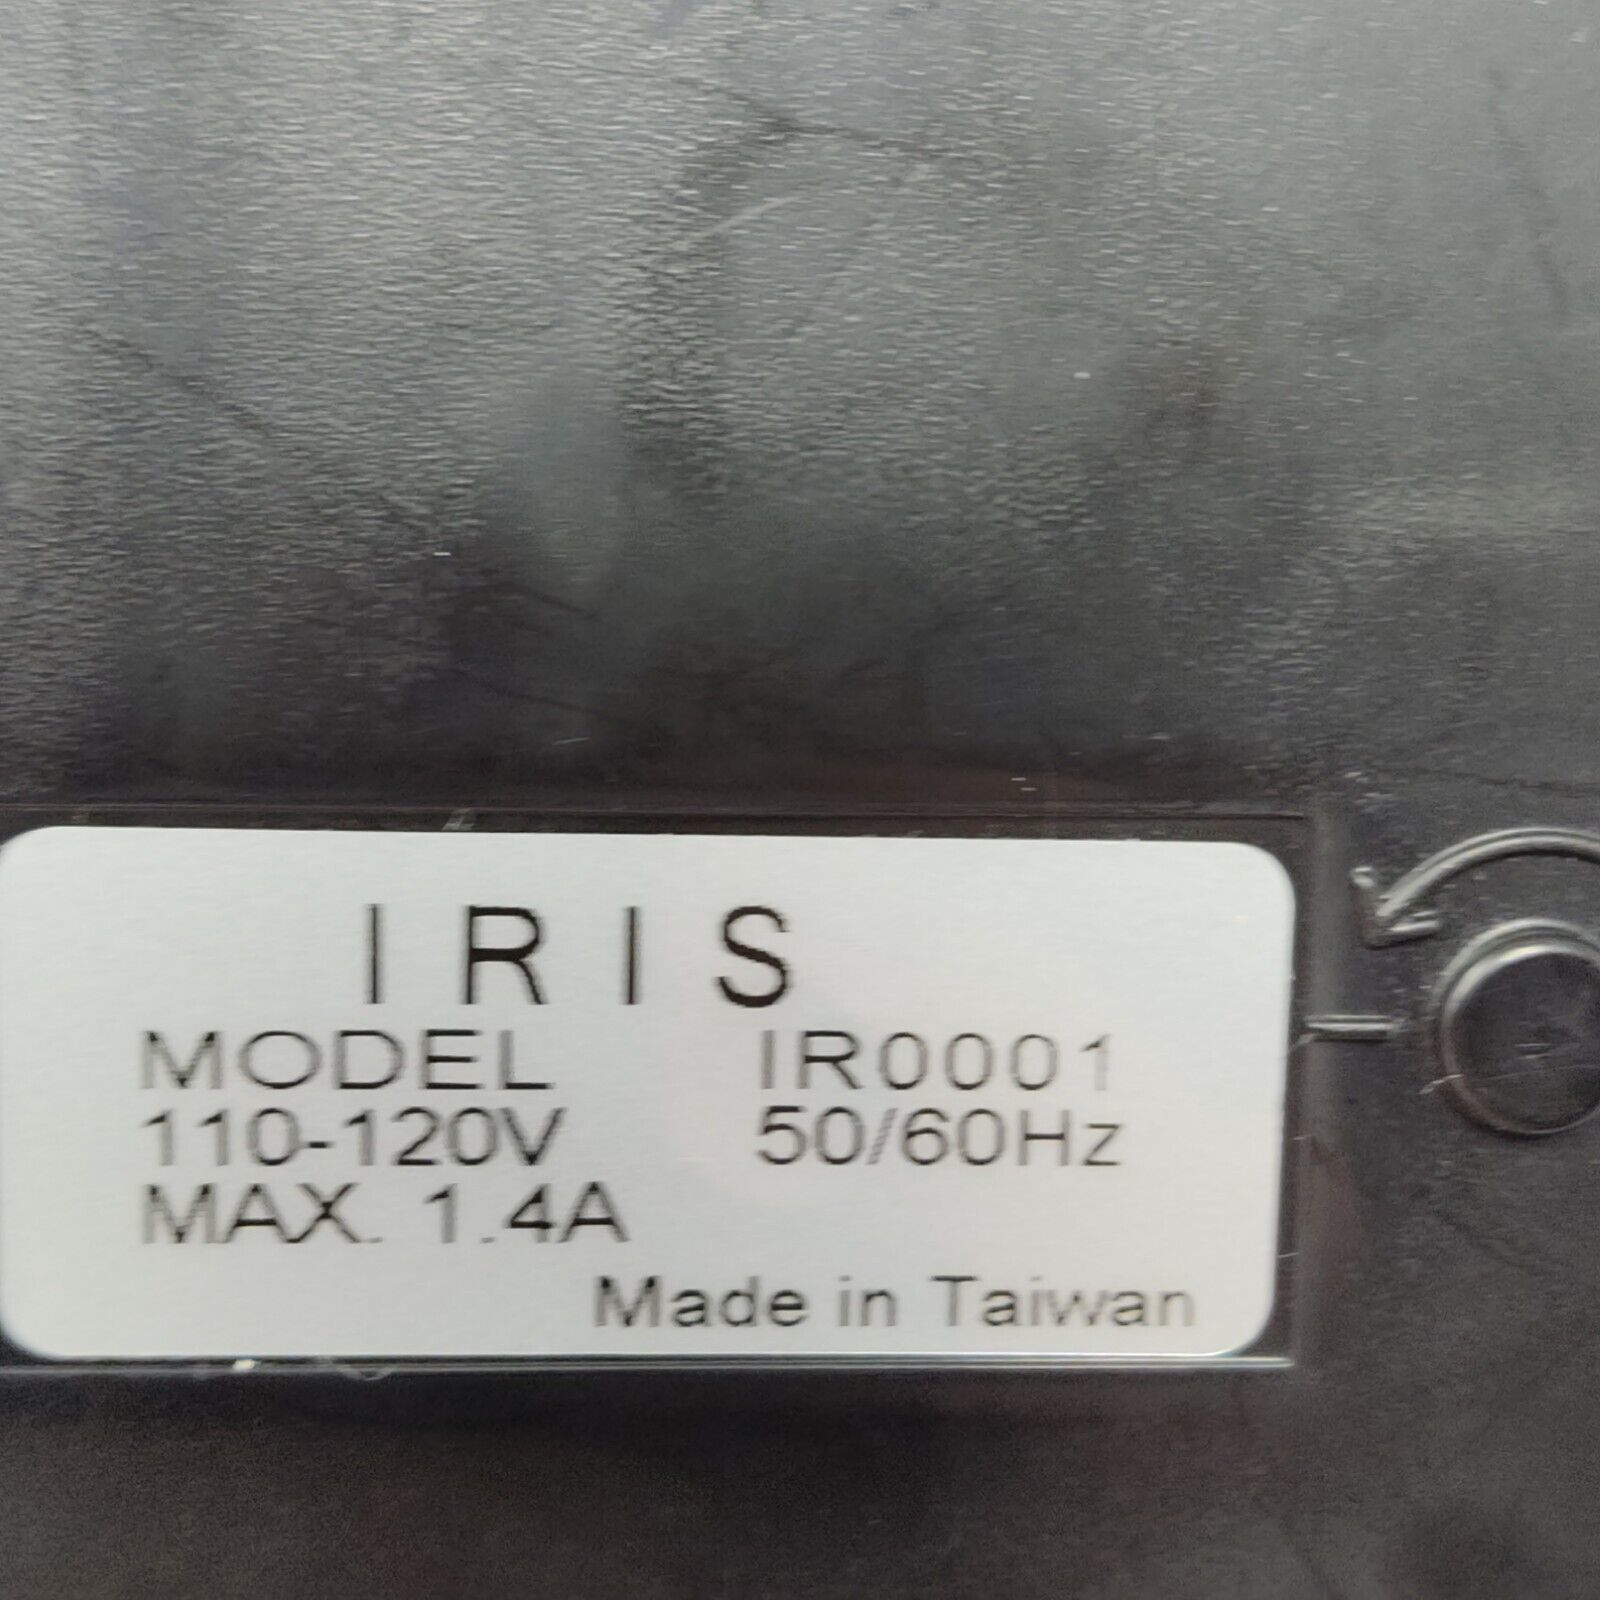 IRIS
MODEL IR0001
110-120V 50/60Hz
MAX. 1.4A
Made in Taiwan